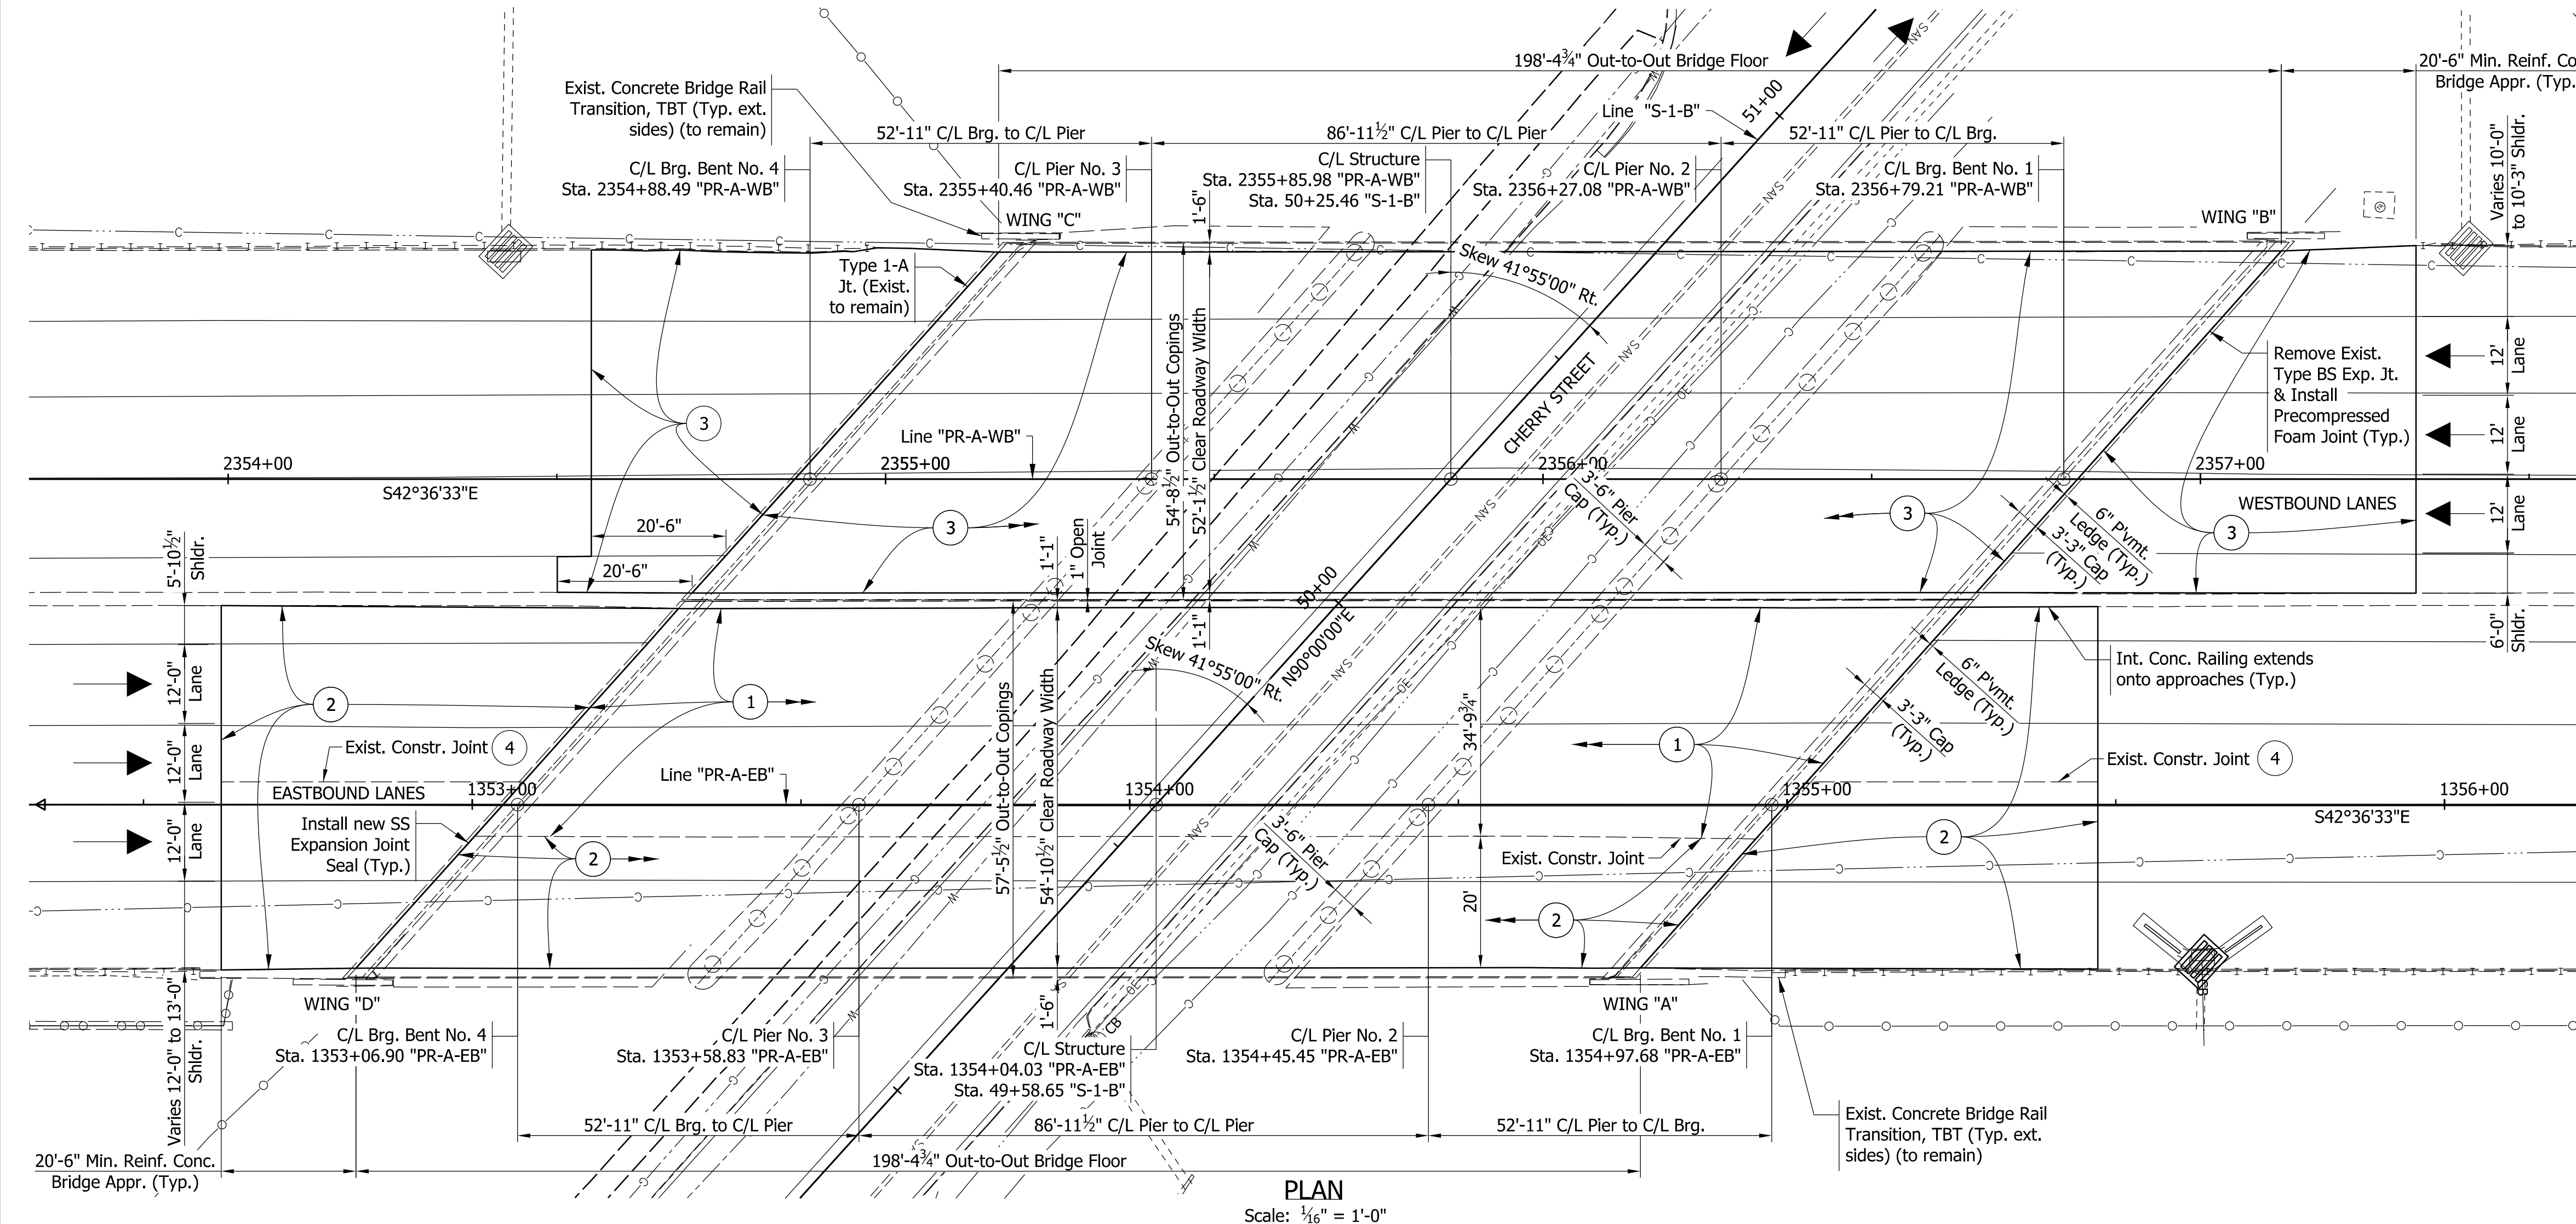 198'-4¾" Out-to-Out Bridge Floor
20'-6" Min. Reinf.
Bridge Appr. (Typ.
Exist. Concrete Bridge Rail
Transition, TBT (Typ. ext.
sides) (to remain)
Line "S-1-B"
51+00
52'-11" C/L Brg. to C/L Pier
86'-11½" C/L Pier to C/L Pier
52'-11" C/L Pier to C/L Brg.
C/L Brg. Bent No. 4
Sta. 2354+88.49 "PR-A-WB"
C/L Pier No. 3
Sta. 2355+40.46 "PR-A-WB"
C/L Structure
Sta. 2355+85.98 "PR-A-WB"
Sta. 50+25.46 "S-1-B"
C/L Pier No. 2
Sta. 2356+27.08 "PR-A-WB"
C/L Brg. Bent No. 1
Sta. 2356+79.21 "PR-A-WB"
Varies 10'-0"
to 10'-3" Shldr.
WING "C"
1'-6"
WING "B"
Skew 41°55'00" Rt.
Type 1-A
Jt. (Exist.
to remain)
54'-8½" Out-to-Out Copings
52'-1½" Clear Roadway Width
CHERRY STREET
Remove Exist.
Type BS Exp. Jt.
& Install
Precompressed
Foam Joint (Typ.)
12'
Lane
12'
Lane
12'
Lane
3
Line "PR-A-WB"
2354+00
2355+00
2356+00
2357+00
S42°36'33"E
3'-6" Pier
Cap (Typ.)
WESTBOUND LANES
3
3
3
6" P'vmt.
Ledge (Typ.)
3'-3" Cap
(Typ.)
20'-6"
20'-6"
5'-10½"
Shldr.
1'-1"
1" Open
Joint
50+00
N90°00'00"E
1'-1"
6'-0"
Shldr.
Skew 41°55'00" Rt.
Int. Conc. Railing extends
onto approaches (Typ.)
12'-0"
Lane
12'-0"
Lane
12'-0"
Lane
2
1
57'-5½" Out-to-Out Copings
54'-10½" Clear Roadway Width
34'-9¾"
1
6" P'vmt.
Ledge (Typ.)
3'-3" Cap
(Typ.)
Exist. Constr. Joint 4
Exist. Constr. Joint 4
Line "PR-A-EB"
EASTBOUND LANES
1353+00
1354+00
1355+00
1356+00
S42°36'33"E
Install new SS
Expansion Joint
Seal (Typ.)
2
3'-6" Pier
Cap (Typ.)
Exist. Constr. Joint
2
20'
2
WING "D"
1'-6"
CB
WING "A"
CB
Varies 12'-0" to 13'-0"
Shldr.
C/L Brg. Bent No. 4
Sta. 1353+06.90 "PR-A-EB"
C/L Pier No. 3
Sta. 1353+58.83 "PR-A-EB"
C/L Structure
Sta. 1354+04.03 "PR-A-EB"
Sta. 49+58.65 "S-1-B"
C/L Pier No. 2
Sta. 1354+45.45 "PR-A-EB"
C/L Brg. Bent No. 1
Sta. 1354+97.68 "PR-A-EB"
Exist. Concrete Bridge Rail
Transition, TBT (Typ. ext.
sides) (to remain)
52'-11" C/L Brg. to C/L Pier
86'-11½" C/L Pier to C/L Pier
52'-11" C/L Pier to C/L Brg.
20'-6" Min. Reinf. Conc.
Bridge Appr. (Typ.)
198'-4¾" Out-to-Out Bridge Floor
PLAN
Scale: 1/16" = 1'-0"